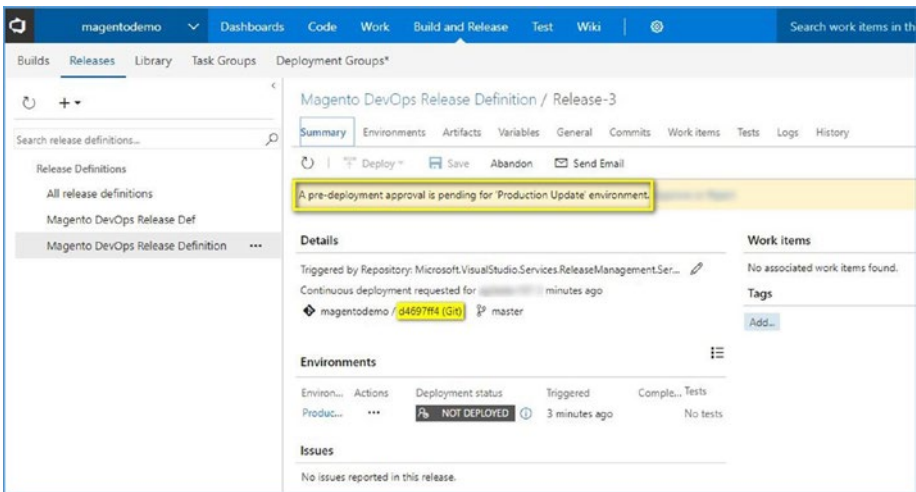 magentodemo Dashboards Code Work Build and Release Test Wiki Search work items in th
Builds Releases Library Task Groups Deployment Groups*
Search release definitions...
Release Definitions
All release definitions
Magento DevOps Release Def
Magento DevOps Release Definition ...
Magento DevOps Release Definition / Release-3
Summary Environments Artifacts Variables General Commits Work items Tests Logs History
Deploy Save Abandon Send Email
A pre-deployment approval is pending for 'Production Update' environment.
Details
Triggered by Repository: Microsoft.VisualStudio.Services.ReleaseManagement.Ser...
Continuous deployment requested for minutes ago
magentodemo / d4697ff4 (Git) master
Work items
No associated work items found.
Tags
Add...
Environments
Environ... Actions Deployment status Triggered Comple... Tests
Produc... ... NOT DEPLOYED 3 minutes ago No tests
Issues
No issues reported in this release.